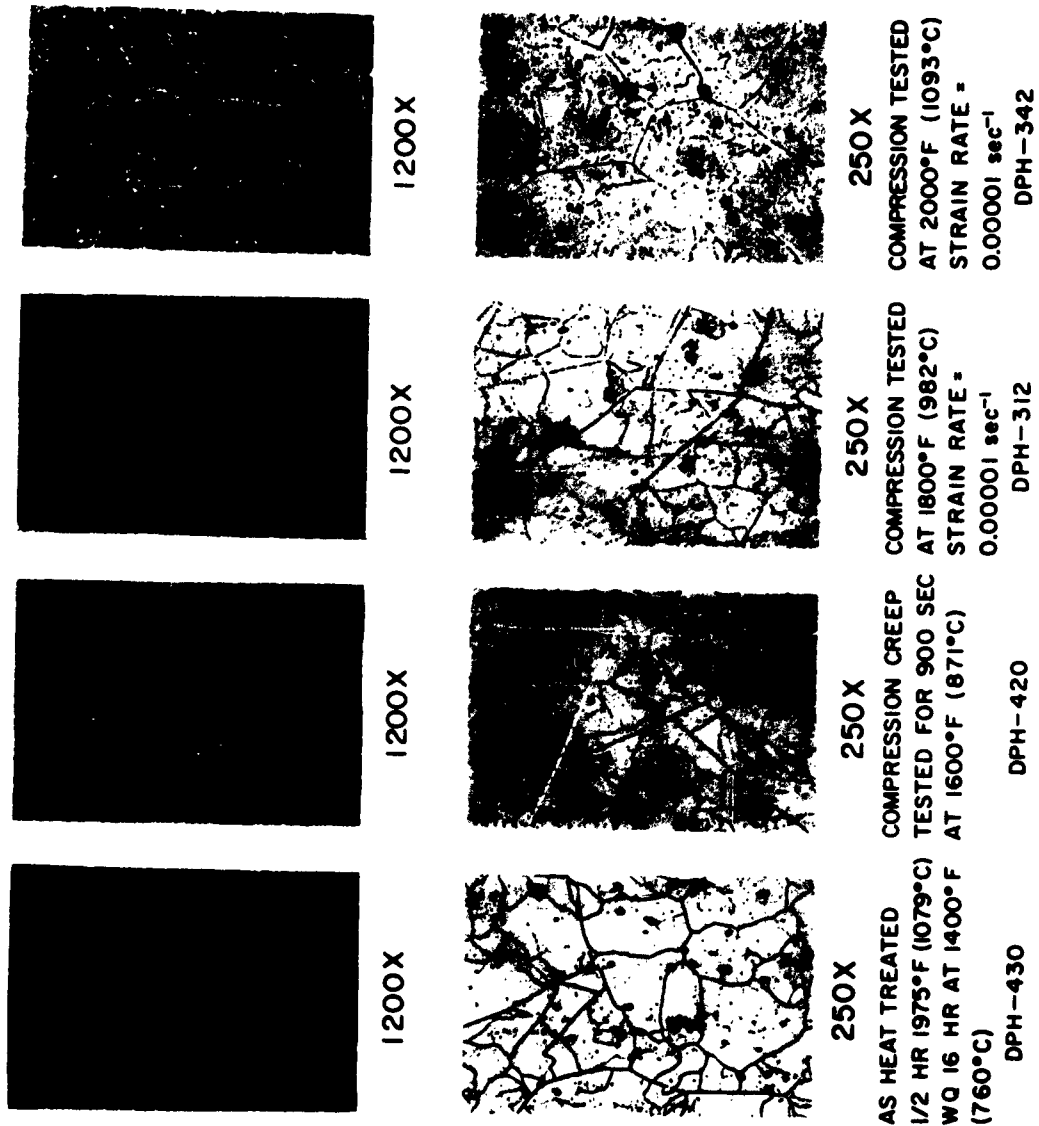 1200X
1200X
1200X
1200X
250X
AS HEAT TREATED
1/2 HR 1975°F (1079°C)
WQ 16 HR AT 1400°F
(760°C)
DPH-430
250X
COMPRESSION CREEP
TESTED FOR 900 SEC
AT 1600°F (871°C)
DPH-420
250X
COMPRESSION TESTED
AT 1800°F (982°C)
STRAIN RATE =
0.00001 sec⁻¹
DPH-312
250X
COMPRESSION TESTED
AT 2000°F (1093°C)
STRAIN RATE =
0.00001 sec⁻¹
DPH-342